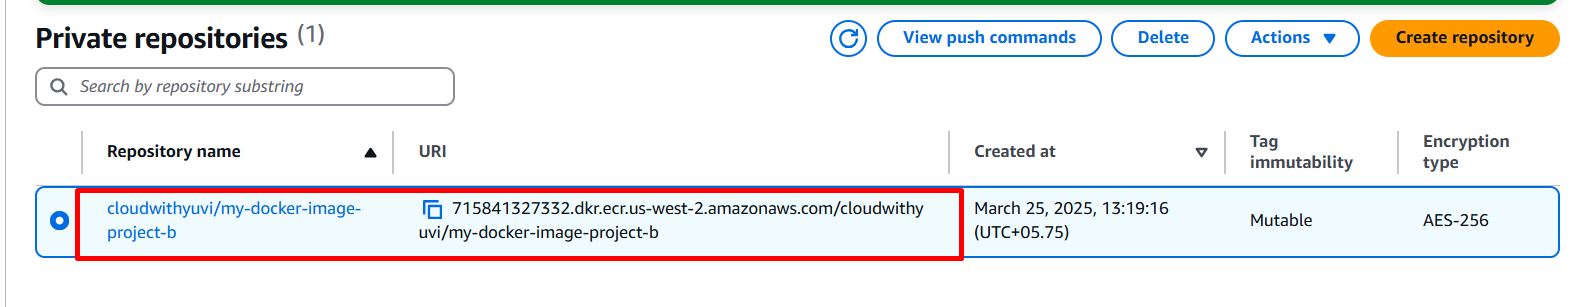 Private repositories (1)
View push commands
Delete
Actions
Create repository
Search by repository substring
Repository name
URI
Created at
Tag
immutability
Encryption
type
cloudwithyuvi/my-docker-image-
project-b
715841327332.dkr.ecr.us-west-2.amazonaws.com/cloudwithy
uvi/my-docker-image-project-b
March 25, 2025, 13:19:16
(UTC+05.75)
Mutable
AES-256